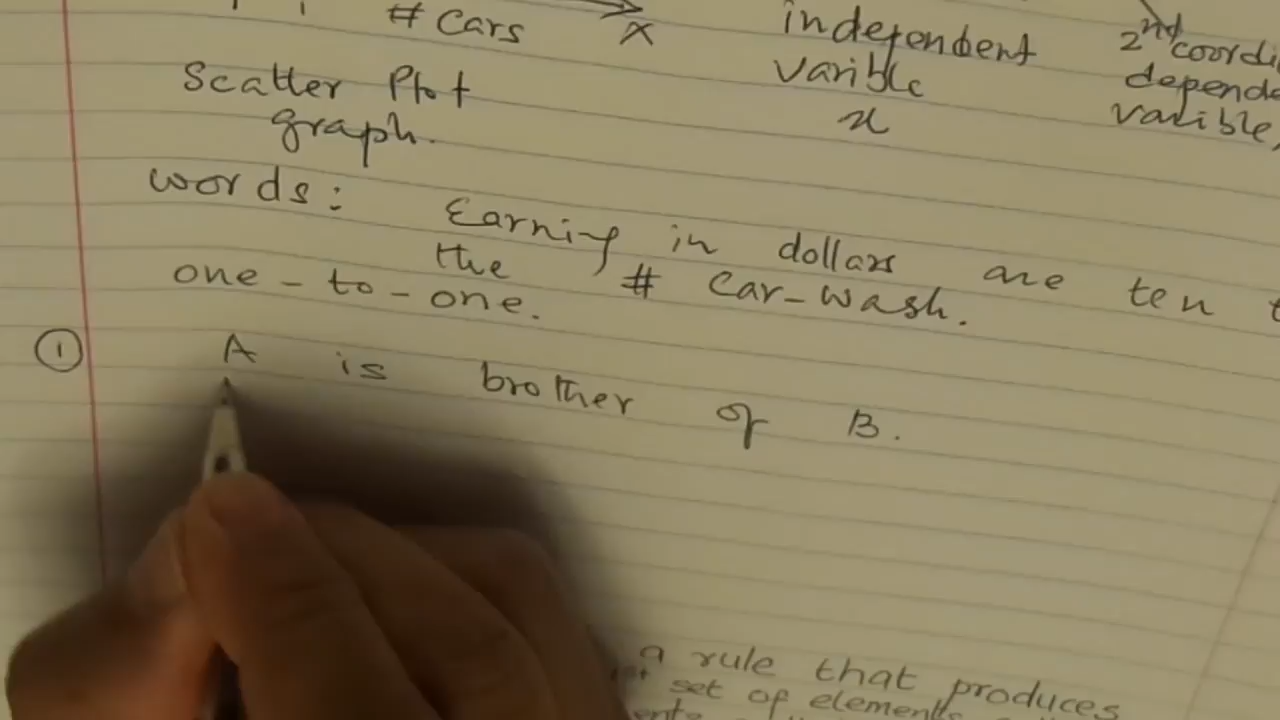 # Cars x
independent
varible
x
2nd coordi
depende
varible,
Scatter Plot
graph.
words: Earning in dollars are ten t
the # Car-wash.
one-to-one.
① A is brother of B.
a rule that produces
set of elements